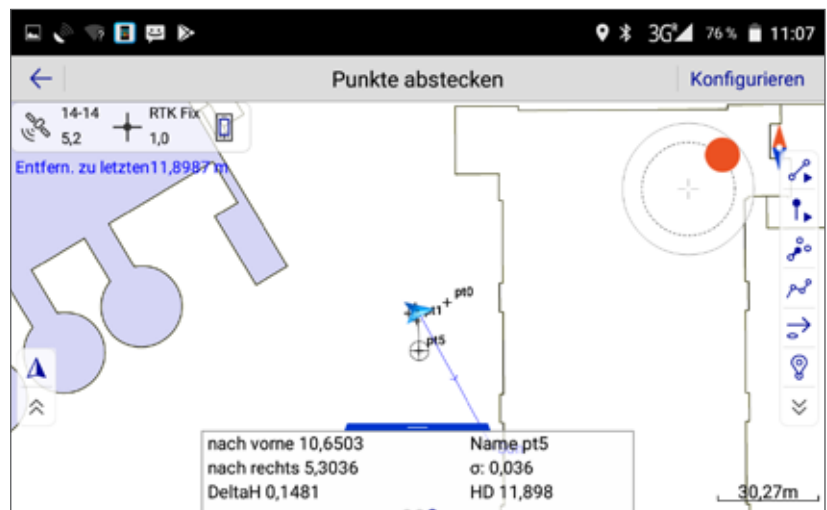 3G 76 % 11:07
Punkte abstecken
Konfigurieren
14-14
5,2
RTK Fix
1,0
Entfern. zu letzten11,8987 m
pt0
pt1
pt5
nach vorne 10,6503
Name pt5
nach rechts 5,3036
σ: 0,036
DeltaH 0,1481
HD 11,898
30,27m